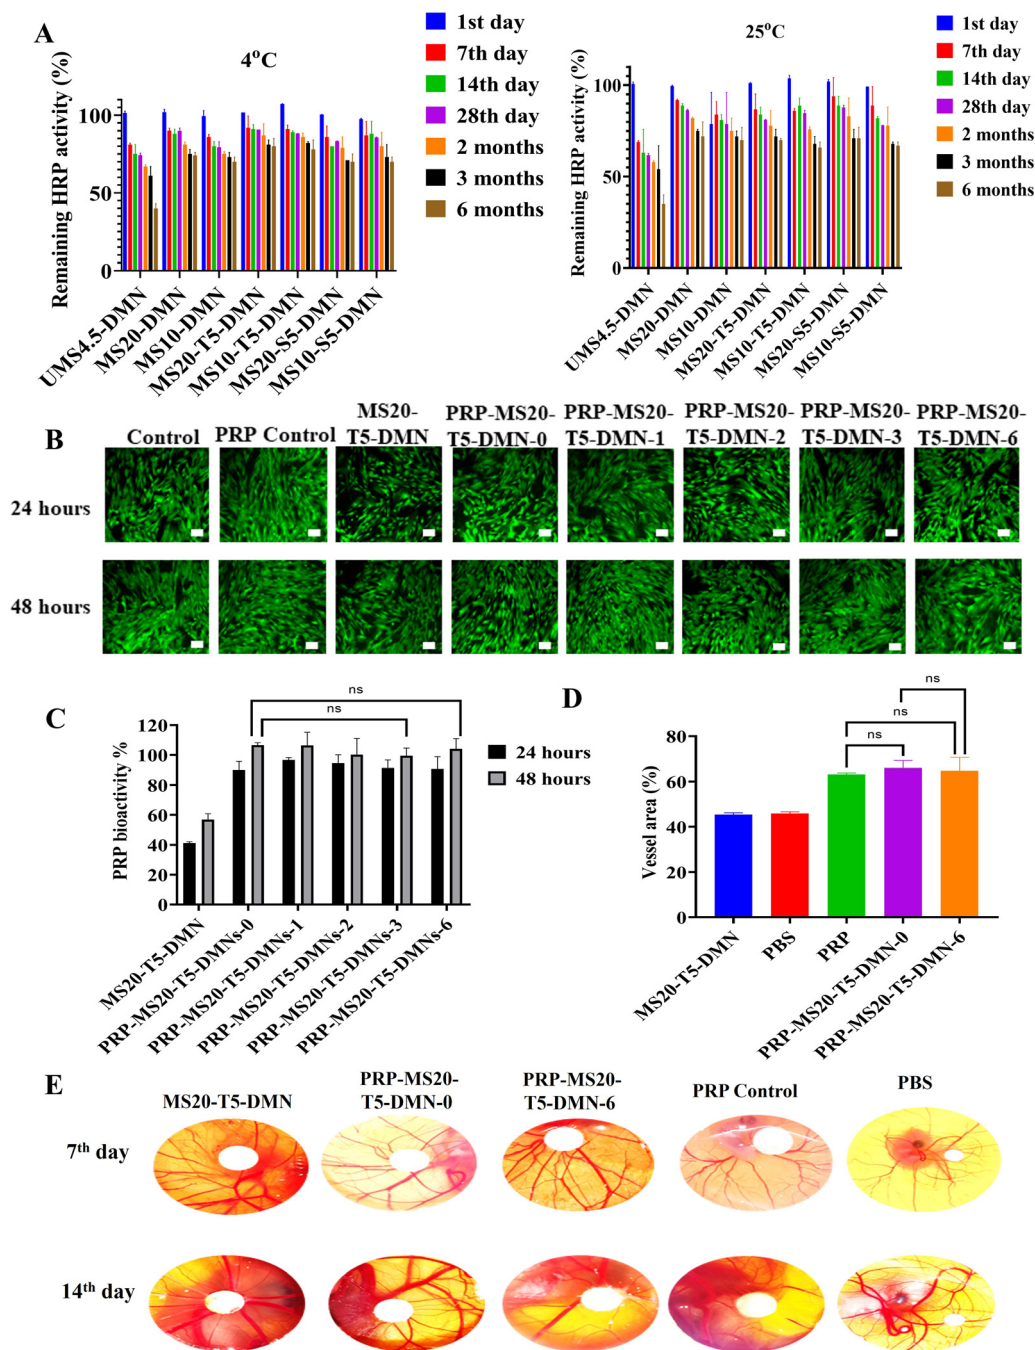 A
4°C
Remaining HRP activity (%)
100
50
0
UMS4.5-DMN
MS20-DMN
MS10-DMN
MS20-T5-DMN
MS10-T5-DMN
MS20-S5-DMN
MS10-S5-DMN
1st day
7th day
14th day
28th day
2 months
3 months
6 months
25°C
Remaining HRP activity (%)
100
50
0
UMS4.5-DMN
MS20-DMN
MS10-DMN
MS20-T5-DMN
MS10-T5-DMN
MS20-S5-DMN
MS10-S5-DMN
1st day
7th day
14th day
28th day
2 months
3 months
6 months
B
Control
PRP Control
MS20-
T5-DMN
PRP-MS20-
T5-DMN-0
PRP-MS20-
T5-DMN-1
PRP-MS20-
T5-DMN-2
PRP-MS20-
T5-DMN-3
PRP-MS20-
T5-DMN-6
24 hours
48 hours
C
ns
ns
PRP bioactivity %
120
100
80
60
40
20
0
MS20-T5-DMN
PRP-MS20-T5-DMNs-0
PRP-MS20-T5-DMNs-1
PRP-MS20-T5-DMNs-2
PRP-MS20-T5-DMNs-3
PRP-MS20-T5-DMNs-6
24 hours
48 hours
D
ns
ns
ns
Vessel area (%)
80
60
40
20
0
MS20-T5-DMN
PBS
PRP
PRP-MS20-T5-DMN-0
PRP-MS20-T5-DMN-6
E
MS20-T5-DMN
PRP-MS20-
T5-DMN-0
PRP-MS20-
T5-DMN-6
PRP Control
PBS
7th day
14th day